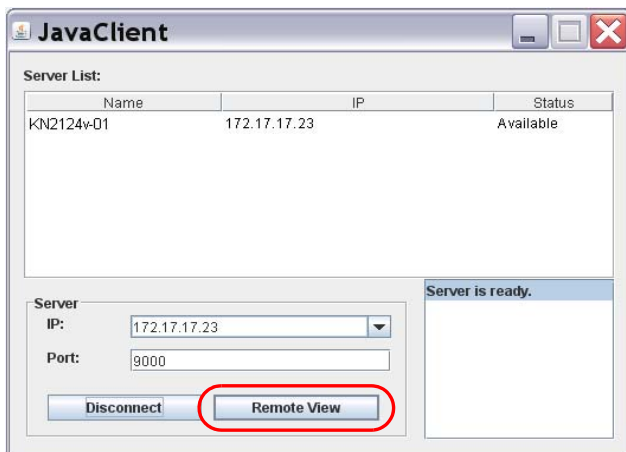 JavaClient
Server List:
Name IP Status
KN2124v-01 172.17.17.23 Available
Server is ready.
Server
IP: 172.17.17.23
Port: 9000
Disconnect Remote View